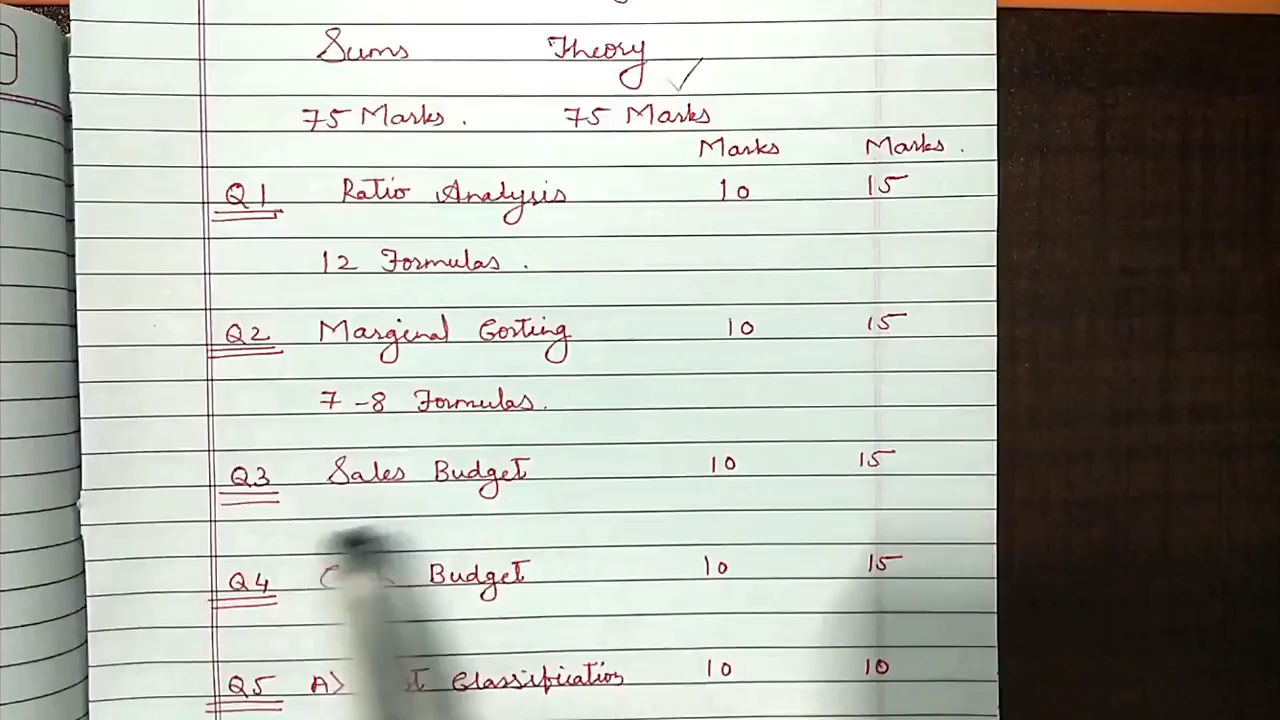 Sums Theory
75 Marks. 75 Marks
Marks Marks.
Q1 Ratio Analysis 10 15
12 Formulas.
Q2 Marginal Costing 10 15
7-8 Formulas.
Q3 Sales Budget 10 15
Q4 Budget 10 15
Q5 A> Classification 10 10